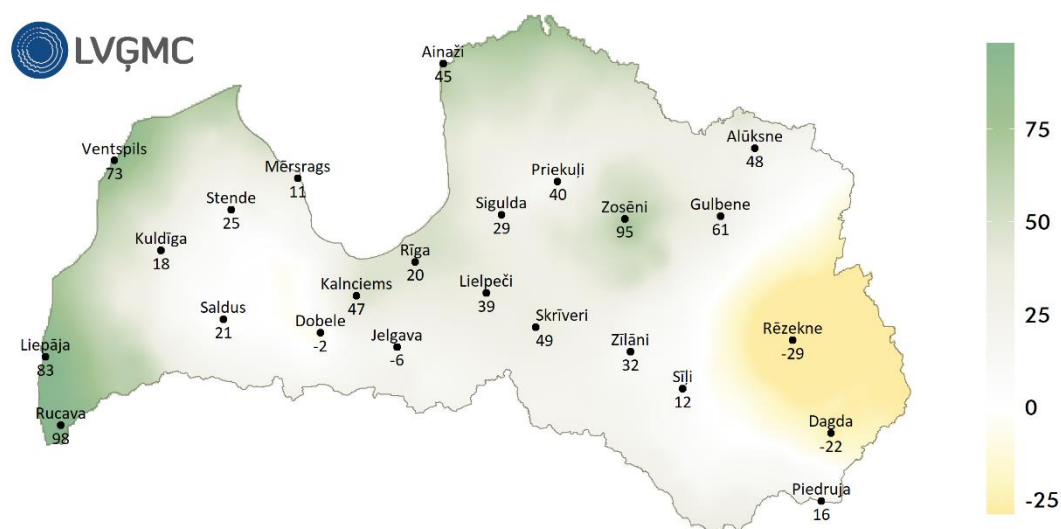 LVĢMC
Ainaži
45
75
Alūksne
48
Ventspils
73
Mērsrags
11
Priekuļi
40
Stende
25
Sigulda
29
Zosēni
95
Gulbene
61
50
Kuldīga
18
Rīga
20
Kalnciems
47
Lielpeči
39
Saldus
21
Dobele
-2
Jelgava
-6
Skrīveri
49
25
Rēzekne
-29
Zīlāni
32
Liepāja
83
Sīļi
12
0
Rucava
98
Dagda
-22
Piedruja
16
-25